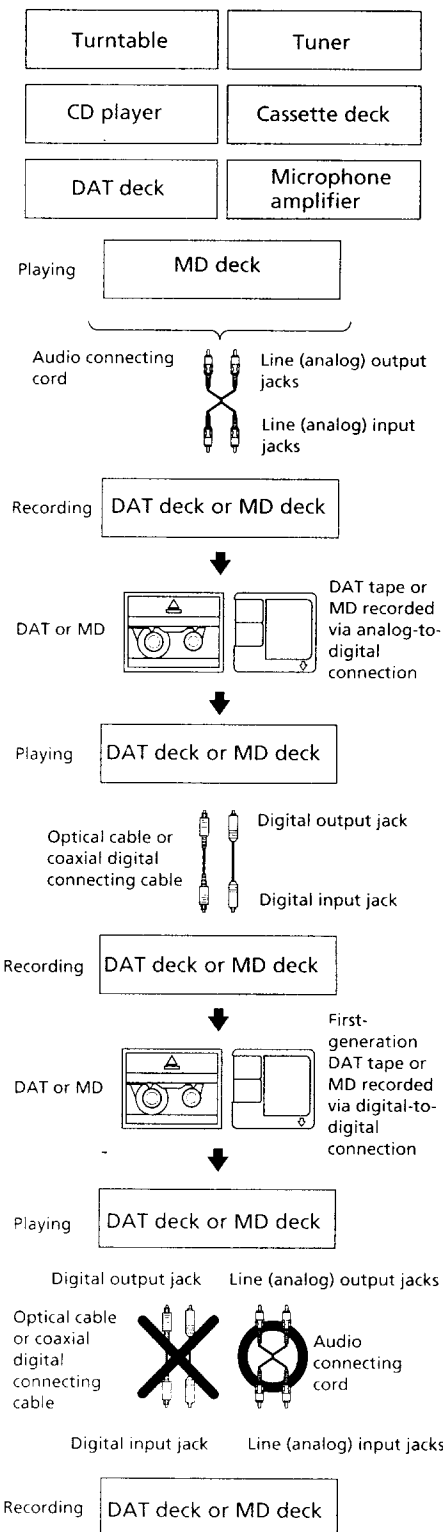 Turntable
Tuner
CD player
Cassette deck
DAT deck
Microphone
amplifier
Playing
MD deck
Audio connecting
cord
Line (analog) output
jacks
Line (analog) input
jacks
Recording
DAT deck or MD deck
DAT or MD
DAT tape or
MD recorded
via analog-to-
digital
connection
Playing
DAT deck or MD deck
Optical cable or
coaxial digital
connecting cable
Digital output jack
Digital input jack
Recording
DAT deck or MD deck
DAT or MD
First-
generation
DAT tape or
MD recorded
via digital-to-
digital
connection
Playing
DAT deck or MD deck
Digital output jack
Line (analog) output jacks
Optical cable
or coaxial
digital
connecting
cable
Audio
connecting
cord
Digital input jack
Line (analog) input jacks
Recording
DAT deck or MD deck